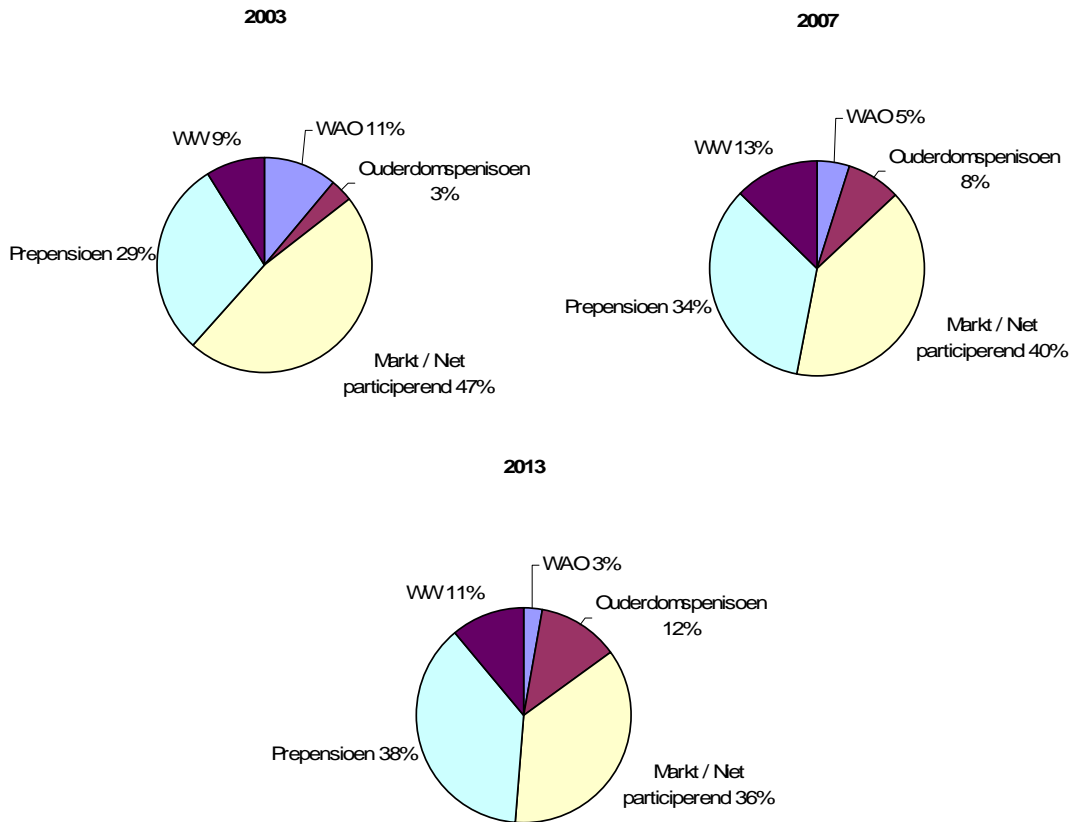 2003
WW 9%
WAO 11%
Ouderdomspenisoen
3%
Prepensioen 29%
Markt / Niet
participerend 47%
2007
WW 13%
WAO 5%
Ouderdomspenisoen
8%
Prepensioen 34%
Markt / Niet
participerend 40%
2013
WW 11%
WAO 3%
Ouderdomspenisoen
12%
Prepensioen 38%
Markt / Niet
participerend 36%